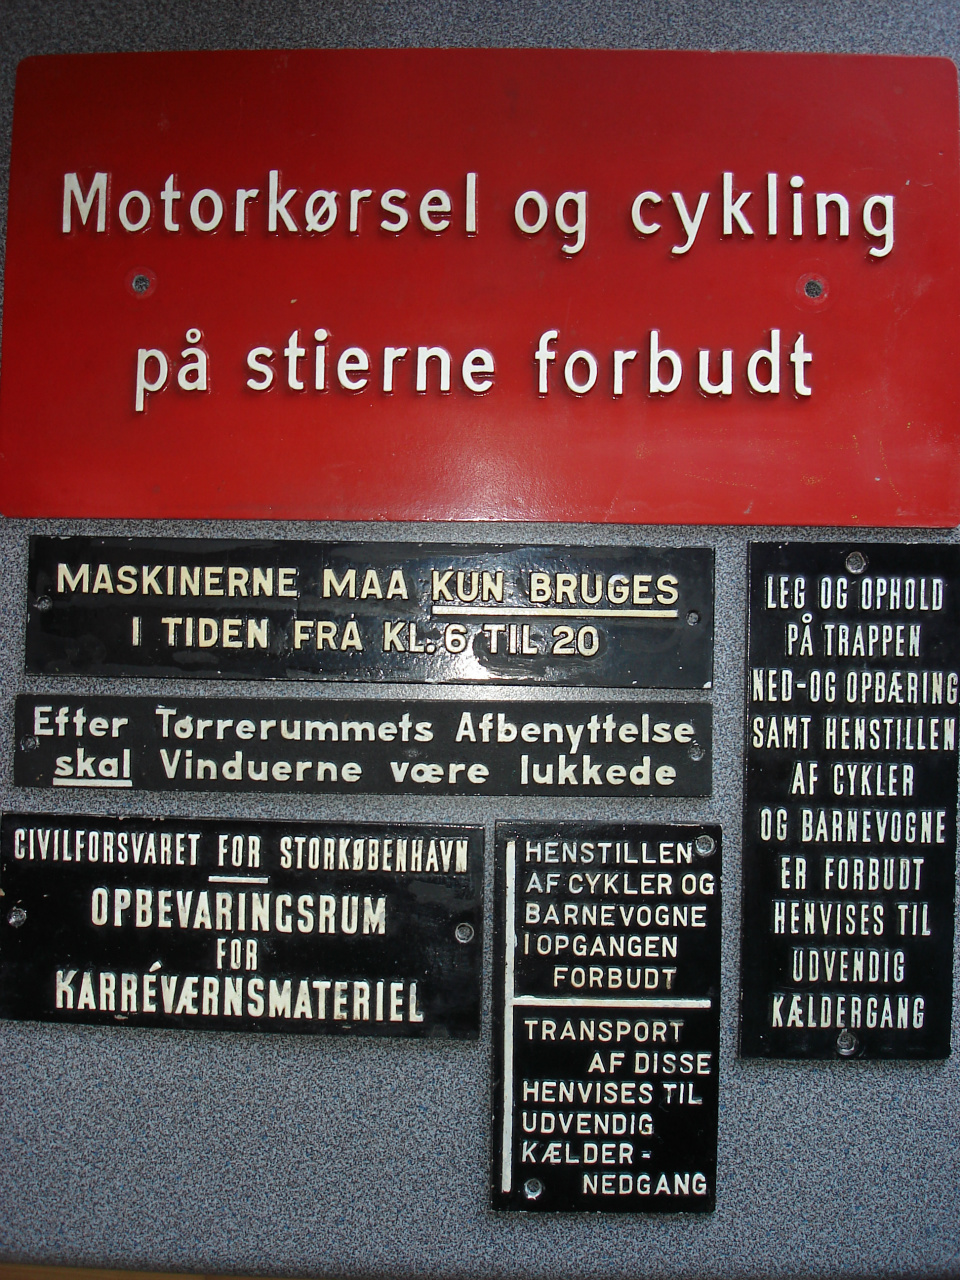 Motorkørsel og cykling
på stierne forbudt
MASKINERNE MAA KUN BRUGES
I TIDEN FRA KL. 6 TIL 20
Efter Tørrerummets Afbenyttelse
skal Vinduerne være lukkede
CIVILFORSVARET FOR STORKØBENHAVN
OPBEVARINGSRUM
FOR
KARRÉVÆRNSMATERIEL
HENSTILLEN
AF CYKLER OG
BARNEVOGNE
I OPGANGEN
FORBUDT
TRANSPORT
AF DISSE
HENVISES TIL
UDVENDIG
KÆLDER-
NEDGANG
LEG OG OPHOLD
PÅ TRAPPEN
NED-OG OPBÆRING
SAMT HENSTILLEN
AF CYKLER
OG BARNEVOGNE
ER FORBUDT
HENVISES TIL
UDVENDIG
KÆLDERGANG